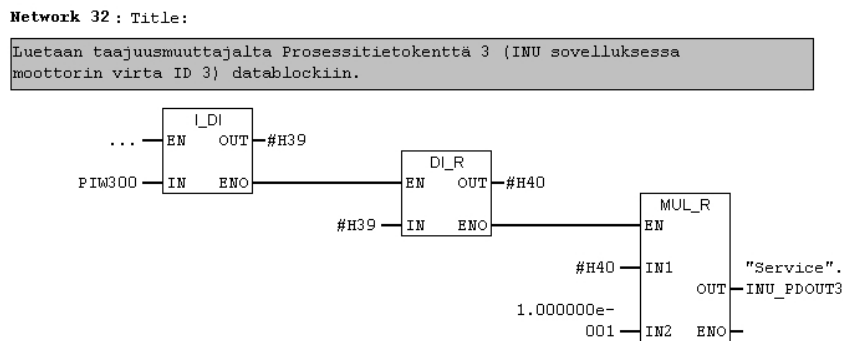 Network 32 : Title:
Luetaan taajuusmuuttajalta Prosessitietokenttä 3 (INU sovelluksessa
moottorin virta ID 3) datablockiin.
I_DI
... EN OUT #H39
PIW300 IN ENO
DI_R
EN OUT #H40
#H39 IN ENO
MUL_R
EN
#H40 IN1
"Service".
OUT INU_PDOUT3
1.000000e-
001 IN2 ENO